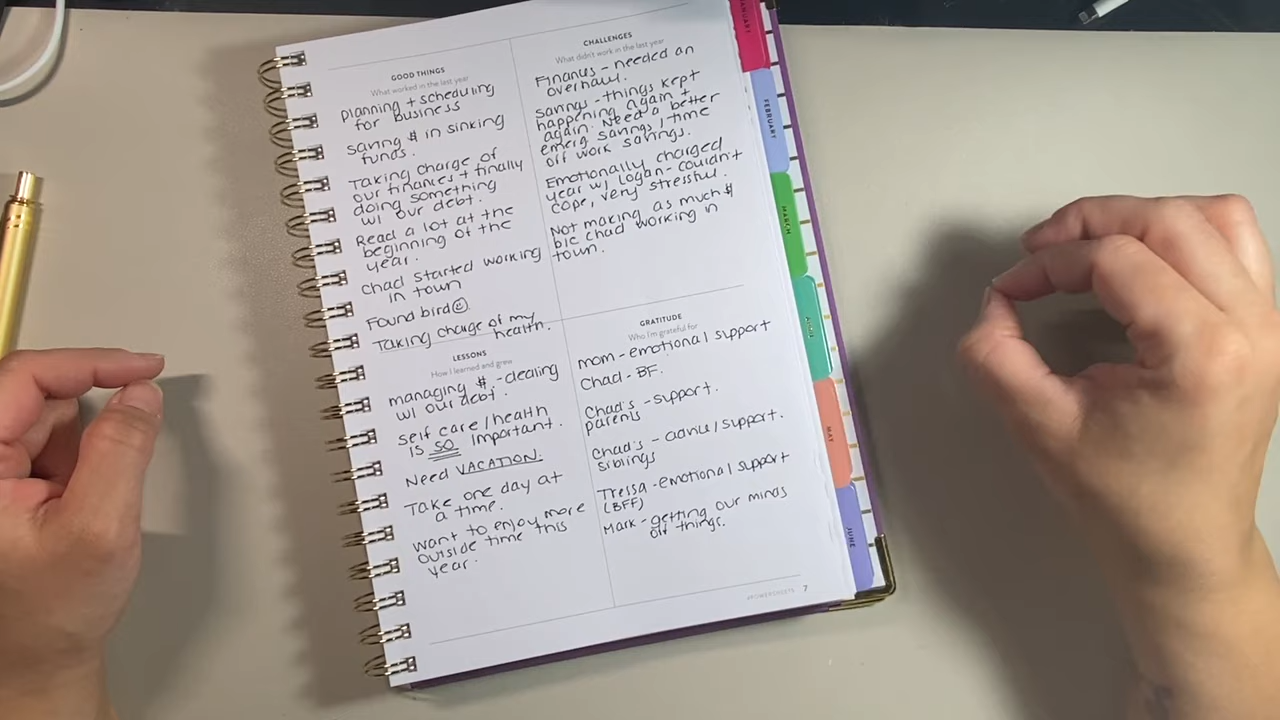 GOOD THINGS
What worked in the last year
planning + scheduling
for business
saving $ in sinking
funds.
Taking charge of
our finances + finally
doing something
w/ our debt.
Read a lot at the
beginning of the
year.
Chad started working
in town
Found bird☺
Taking charge of my
health.
CHALLENGES
What didn't work in the last year
Finances - needed an
overhaul.
savings - things kept
happening again +
again. Need a better
emerg savings, time
off work savings.
Emotionally charged
year w/ Logan - couldn't
cope, very stressful.
Not making as much $
b/c Chad working in
town.
LESSONS
How I learned and grew
managing $ - dealing
w/ our debt.
self care/health
is SO important.
Need VACATION.
Take one day at
a time.
want to enjoy more
outside time this
year.
GRATITUDE
Who I'm grateful for
mom - emotional support
Chad - BF.
Chad's - support.
parents
Chad's - advice/support.
siblings
Tressa - emotional support
(BFF)
Mark - getting our minds
off things.
#POWERSHEETS 7
JANUARY
FEBRUARY
MARCH
APRIL
MAY
JUNE